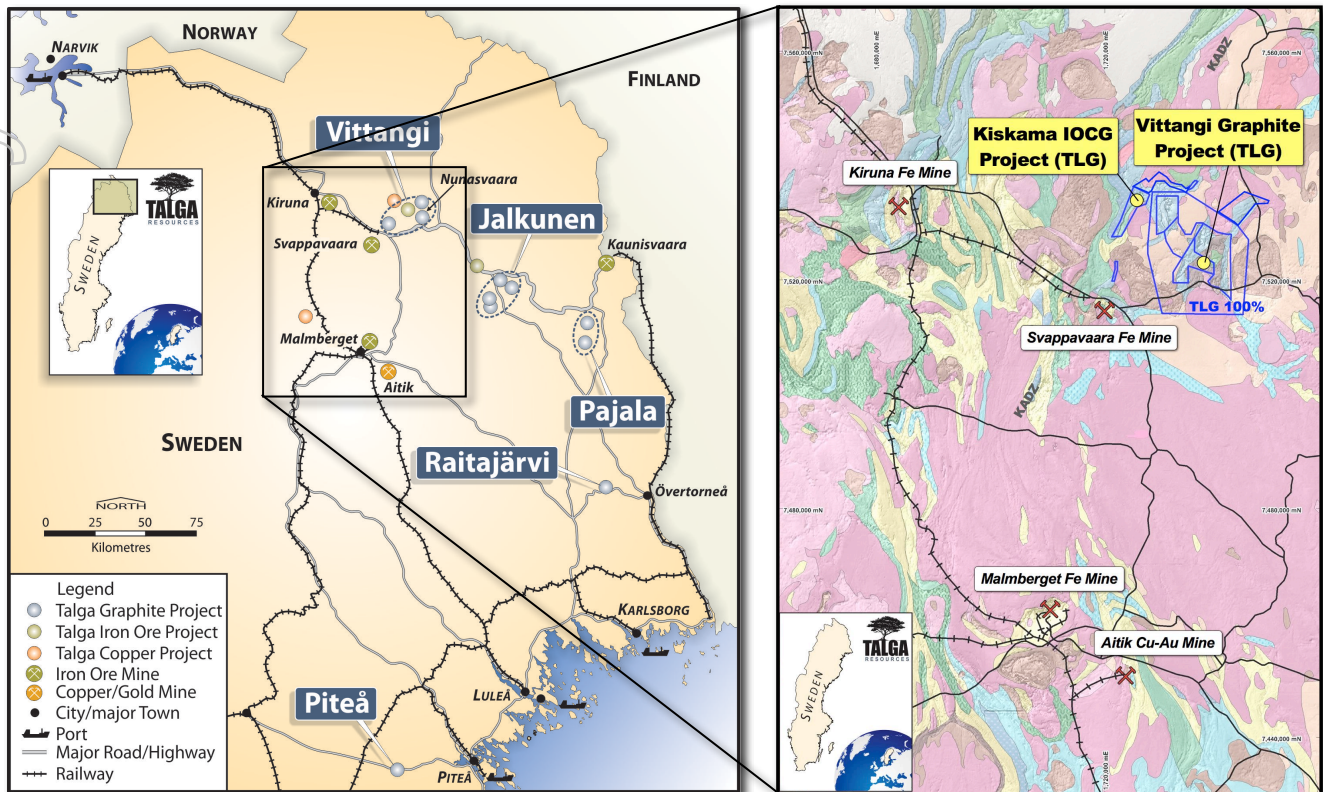 NORWAY
NARVIK
FINLAND
Vittangi
Nunasvaara
TALGA
RESOURCES
SWEDEN
Kiruna
Jalkunen
Svappavaara
Kaunisvaara
Malmberget
Aitik
Pajala
SWEDEN
Raitajärvi
Övertorneå
NORTH
0 25 50 75
Kilometres
Legend
Talga Graphite Project
Talga Iron Ore Project
Talga Copper Project
Iron Ore Mine
Copper/Gold Mine
City/major Town
Port
Major Road/Highway
Railway
KARLSBORG
LULEÅ
Piteå
PITEÅ
7,560,000 mN
1,680,000 mE
1,720,000 mE
KADZ
7,560,000 mN
Kiskama IOCG
Project (TLG)
Vittangi Graphite
Project (TLG)
Kiruna Fe Mine
7,520,000 mN
7,520,000 mN
TLG 100%
Svappavaara Fe Mine
KADZ
7,480,000 mN
7,480,000 mN
Malmberget Fe Mine
Aitik Cu-Au Mine
TALGA
RESOURCES
SWEDEN
7,440,000 mN
1,720,000 mE